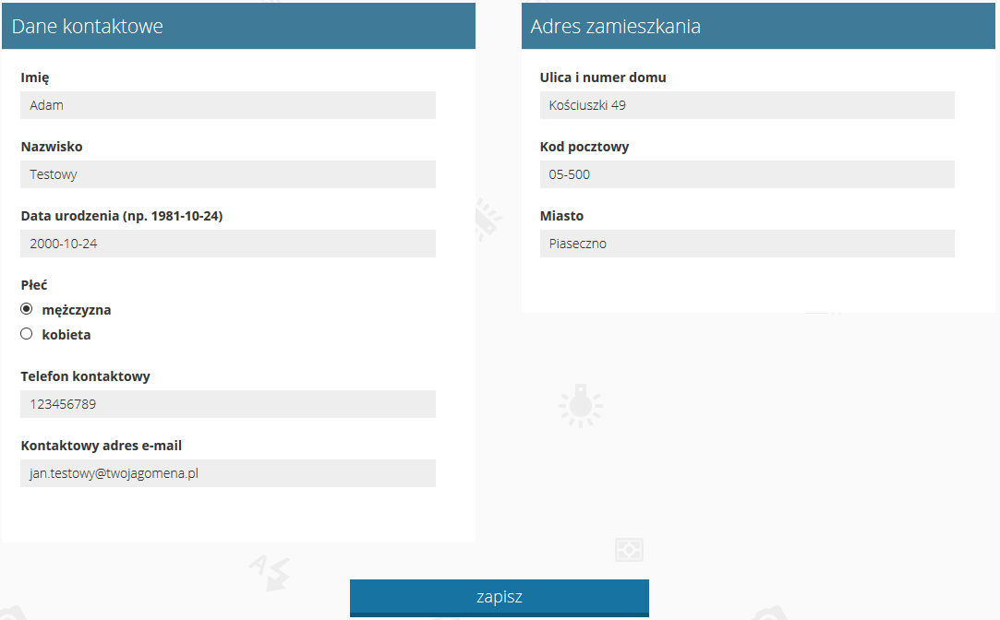 Dane kontaktowe
Imię
Adam
Nazwisko
Testowy
Data urodzenia (np. 1981-10-24)
2000-10-24
Płeć
mężczyzna
kobieta
Telefon kontaktowy
123456789
Kontaktowy adres e-mail
jan.testowy@twojagomena.pl
Adres zamieszkania
Ulica i numer domu
Kościuszki 49
Kod pocztowy
05-500
Miasto
Piaseczno
A
zapisz